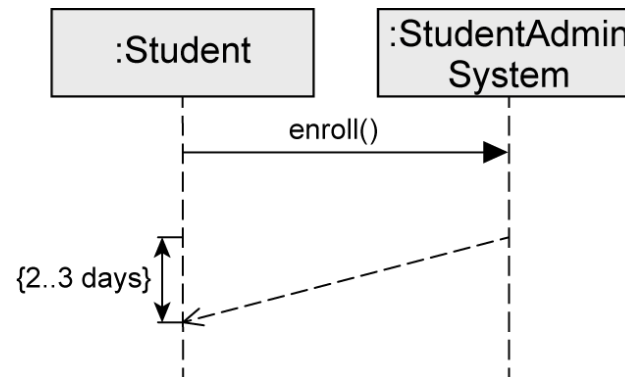 :Student
:StudentAdmin
System
enroll()
{2..3 days}